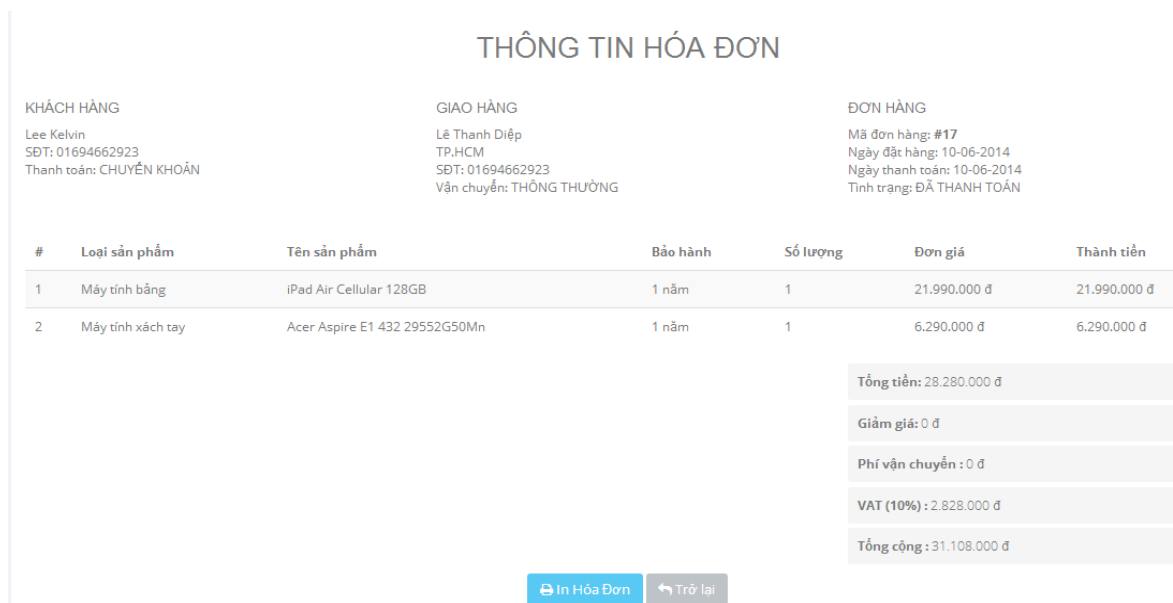 THÔNG TIN HÓA ĐƠN
KHÁCH HÀNG
Lee Kelvin
SĐT: 01694662923
Thanh toán: CHUYỂN KHOẢN
GIAO HÀNG
Lê Thanh Diệp
TP.HCM
SĐT: 01694662923
Vận chuyển: THÔNG THƯỜNG
ĐƠN HÀNG
Mã đơn hàng: #17
Ngày đặt hàng: 10-06-2014
Ngày thanh toán: 10-06-2014
Tình trạng: ĐÃ THANH TOÁN
# Loại sản phẩm Tên sản phẩm Bảo hành Số lượng Đơn giá Thành tiền
1 Máy tính bảng iPad Air Cellular 128GB 1 năm 1 21.990.000 đ 21.990.000 đ
2 Máy tính xách tay Acer Aspire E1 432 29552G50Mn 1 năm 1 6.290.000 đ 6.290.000 đ
Tổng tiền: 28.280.000 đ
Giảm giá: 0 đ
Phí vận chuyển : 0 đ
VAT (10%) : 2.828.000 đ
Tổng cộng : 31.108.000 đ
In Hóa Đơn Trở lại